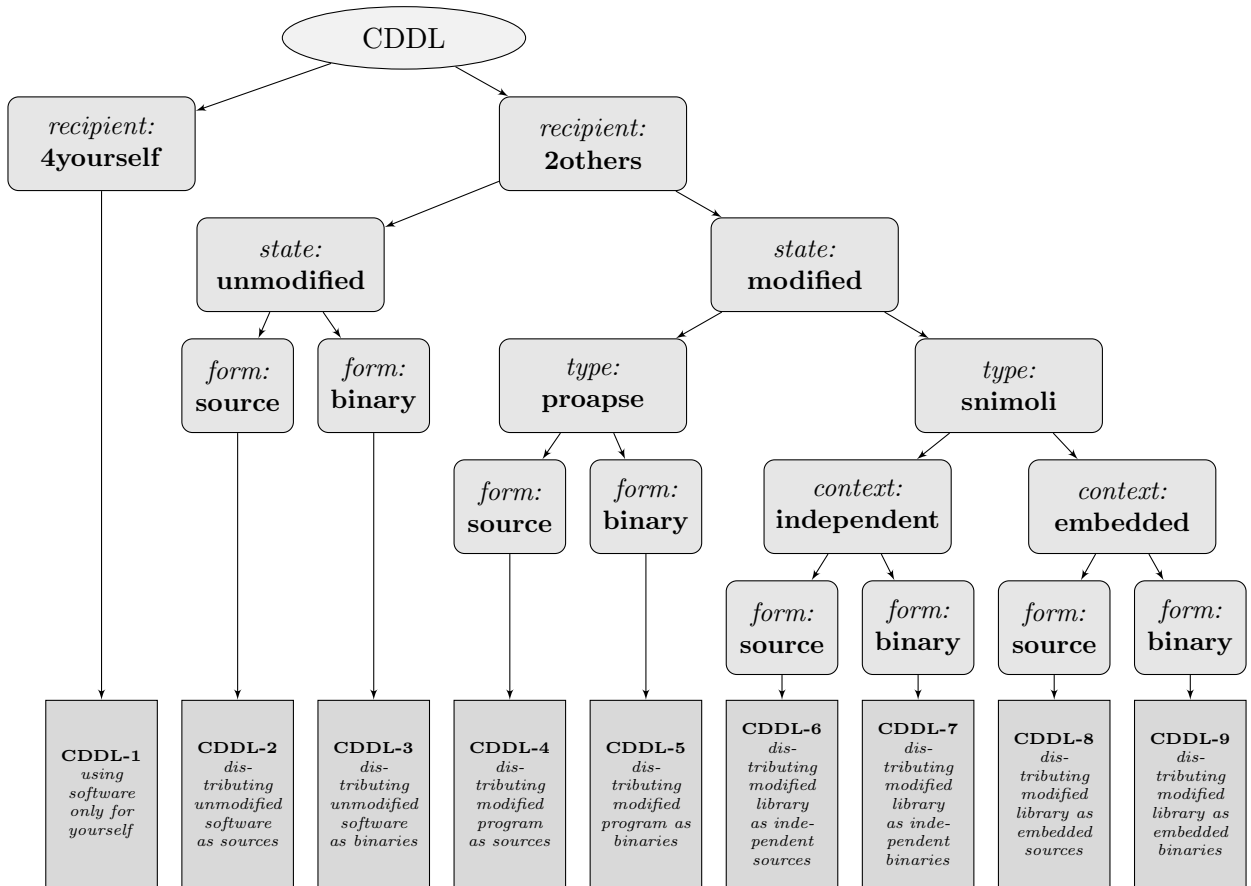 CDDL
recipient:
4yourself
recipient:
2others
state:
unmodified
state:
modified
form:
source
form:
binary
type:
proapse
type:
snimoli
form:
source
form:
binary
context:
independent
context:
embedded
form:
source
form:
binary
form:
source
form:
binary
CDDL-1
using
software
only for
yourself
CDDL-2
dis-
tributing
unmodified
software
as sources
CDDL-3
dis-
tributing
unmodified
software
as binaries
CDDL-4
dis-
tributing
modified
program
as sources
CDDL-5
dis-
tributing
modified
program as
binaries
CDDL-6
dis-
tributing
modified
library
as inde-
pendent
sources
CDDL-7
dis-
tributing
modified
library
as inde-
pendent
binaries
CDDL-8
dis-
tributing
modified
library as
embedded
sources
CDDL-9
dis-
tributing
modified
library as
embedded
binaries